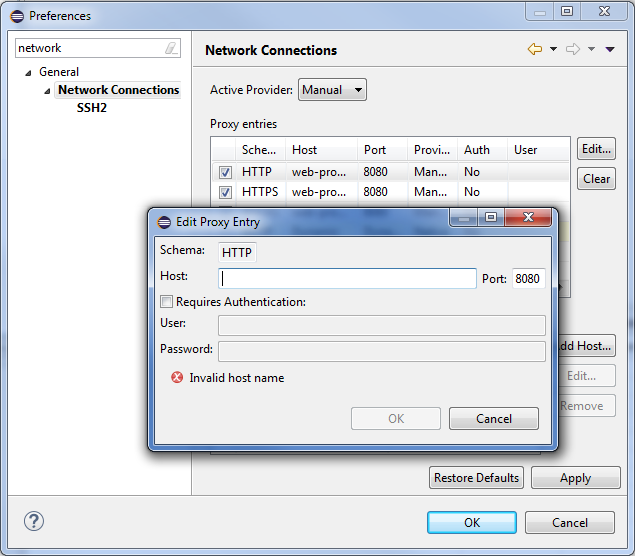 Preferences
network
General
Network Connections
SSH2
Network Connections
Active Provider: Manual
Proxy entries
Sche... Host Port Provi... Auth User
HTTP web-pro... 8080 Man... No
HTTPS web-pro... 8080 Man... No
Edit...
Clear
Edit Proxy Entry
Schema: HTTP
Host: Port: 8080
Requires Authentication:
User:
Password:
Invalid host name
OK Cancel
dd Host...
Edit...
Remove
Restore Defaults Apply
OK Cancel